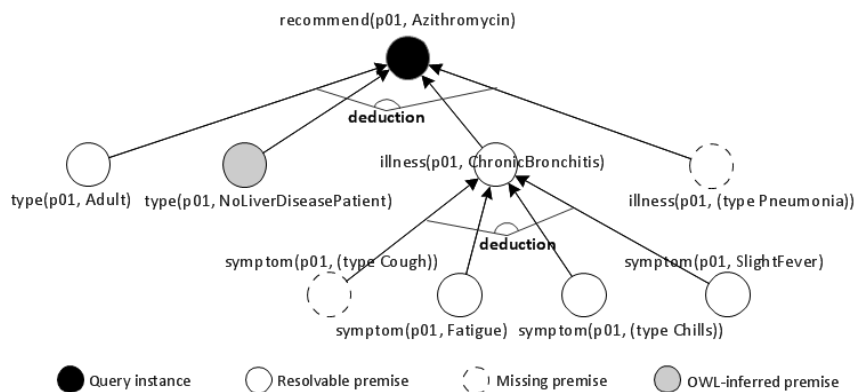 recommend(p01, Azithromycin)
deduction
illness(p01, ChronicBronchitis)
type(p01, Adult)
type(p01, NoLiverDiseasePatient)
illness(p01, (type Pneumonia))
deduction
symptom(p01, (type Cough))
symptom(p01, SlightFever)
symptom(p01, Fatigue)
symptom(p01, (type Chills))
Query instance
Resolvable premise
Missing premise
OWL-inferred premise